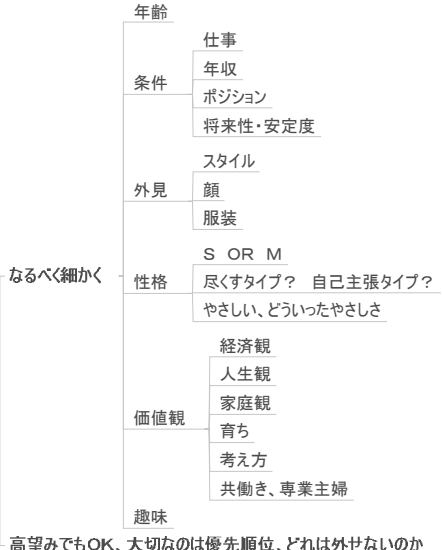 年齢
条件
仕事
年収
ポジション
将来性・安定度
外見
スタイル
顔
服装
なるべく細かく
性格
S OR M
尽くすタイプ? 自己主張タイプ?
やさしい、どういったやさしさ
価値観
経済観
人生観
家庭観
育ち
考え方
共働き、専業主婦
趣味
高望みでもOK、大切なのは優先順位、どれは外せないのか